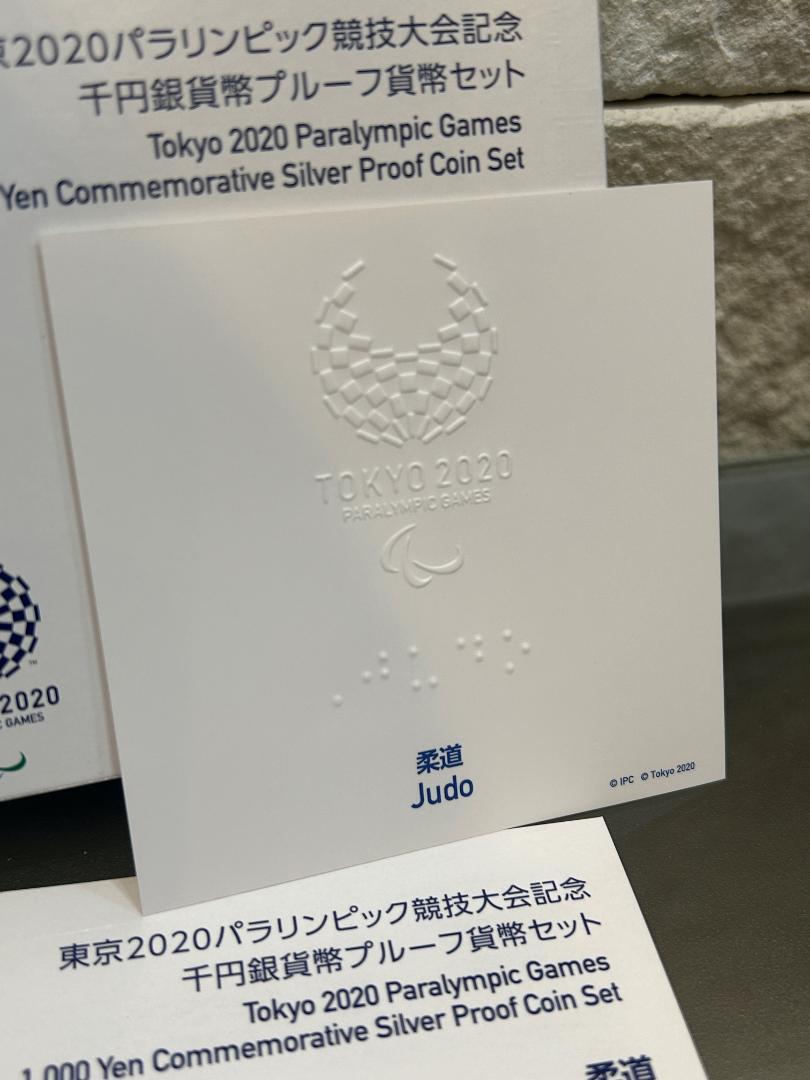 京2020パラリンピック競技大会記念
千円銀貨幣プルーフ貨幣セット
Tokyo 2020 Paralympic Games
Yen Commemorative Silver Proof Coin Set
TOKYO 2020
PARALYMPIC GAMES
2020
GAMES
柔道
Judo
© IPC © Tokyo 2020
東京2020パラリンピック競技大会記念
千円銀貨幣プルーフ貨幣セット
Tokyo 2020 Paralympic Games
1,000 Yen Commemorative Silver Proof Coin Set
柔道